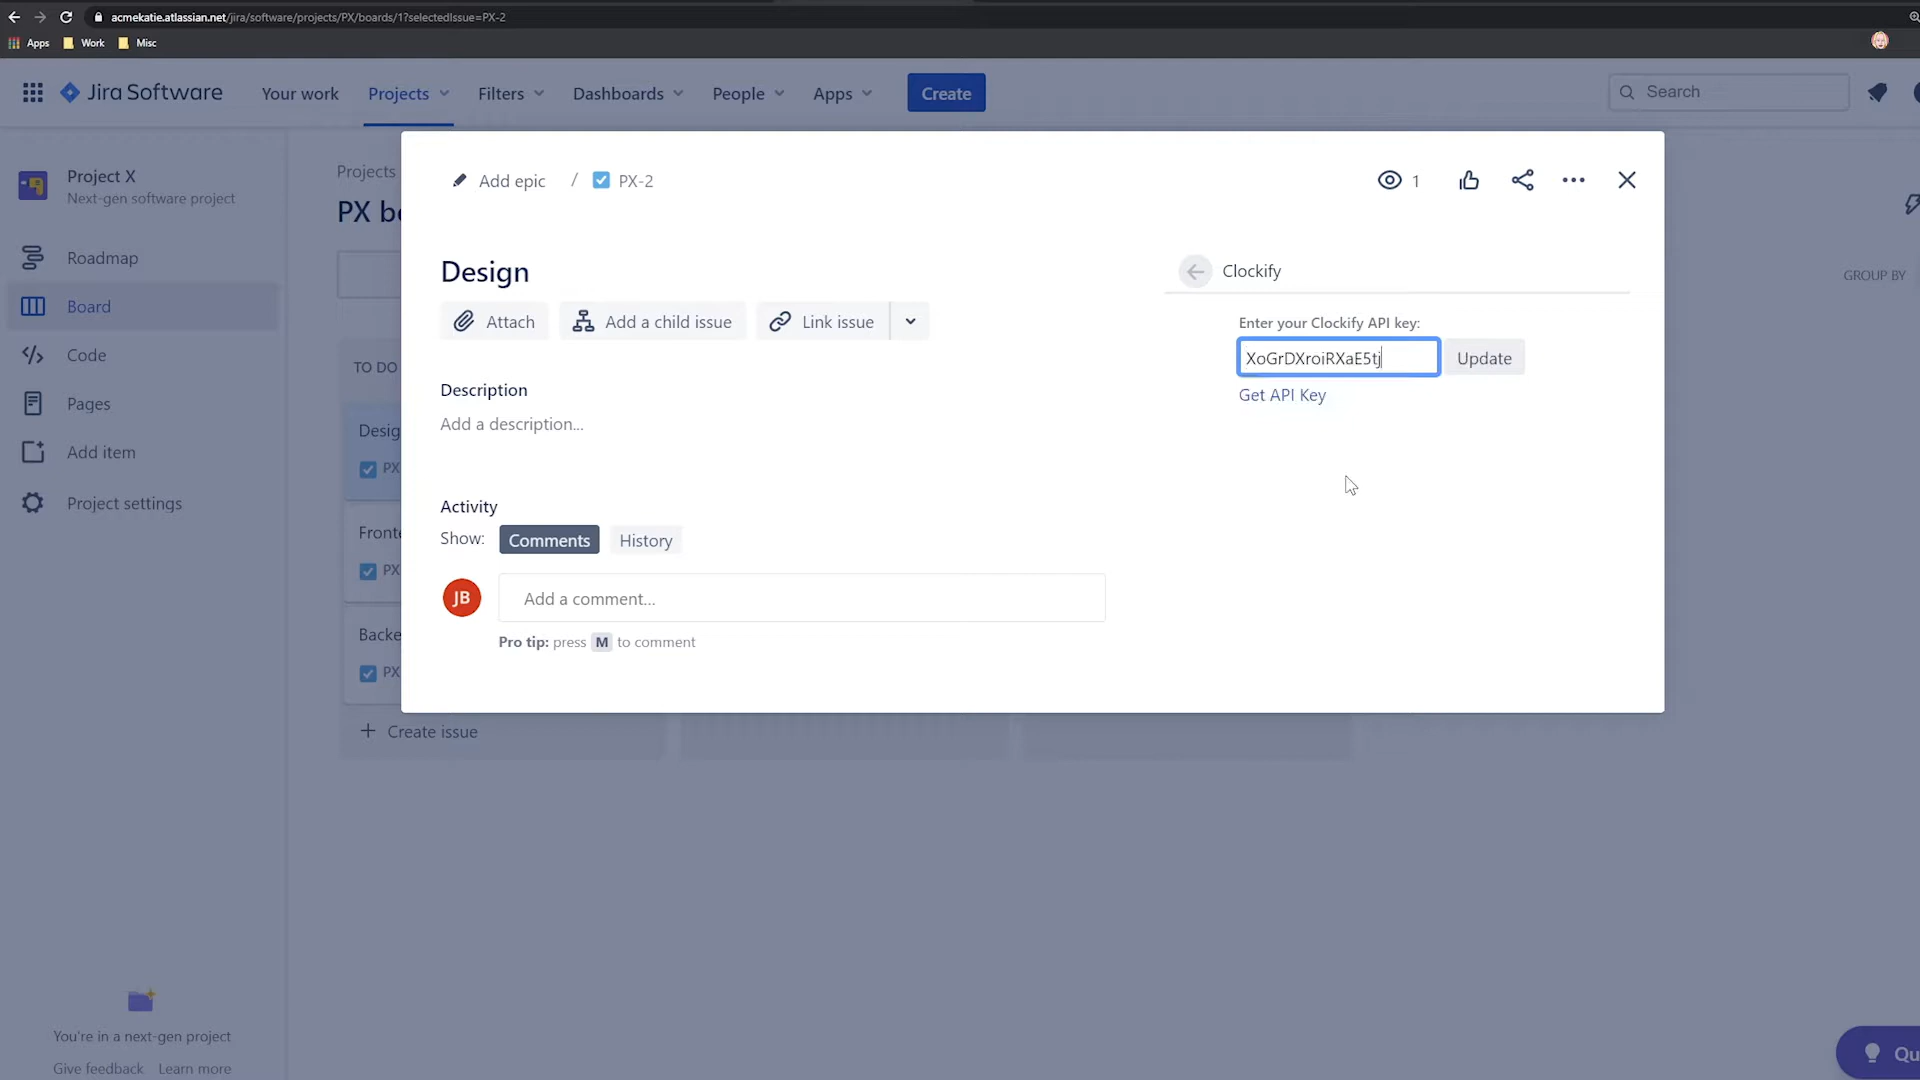 acmekatie.atlassian.net/jira/software/projects/PX/boards/1?selectedIssue=PX-2
Apps Work Misc
Jira Software Your work Projects Filters Dashboards People Apps Create Search
Project X
Next-gen software project
Roadmap
Board
Code
Pages
Add item
Project settings
You're in a next-gen project
Give feedback Learn more
Projects
PX
GROUP BY
TO DO
PX
PX
PX
Create issue
Add epic / PX-2
1
Design
Attach Add a child issue Link issue
Description
Add a description...
Activity
Show: Comments History
JB Add a comment...
Pro tip: press M to comment
Clockify
Enter your Clockify API key:
XoGrDXroiRXaE5tj Update
Get API Key